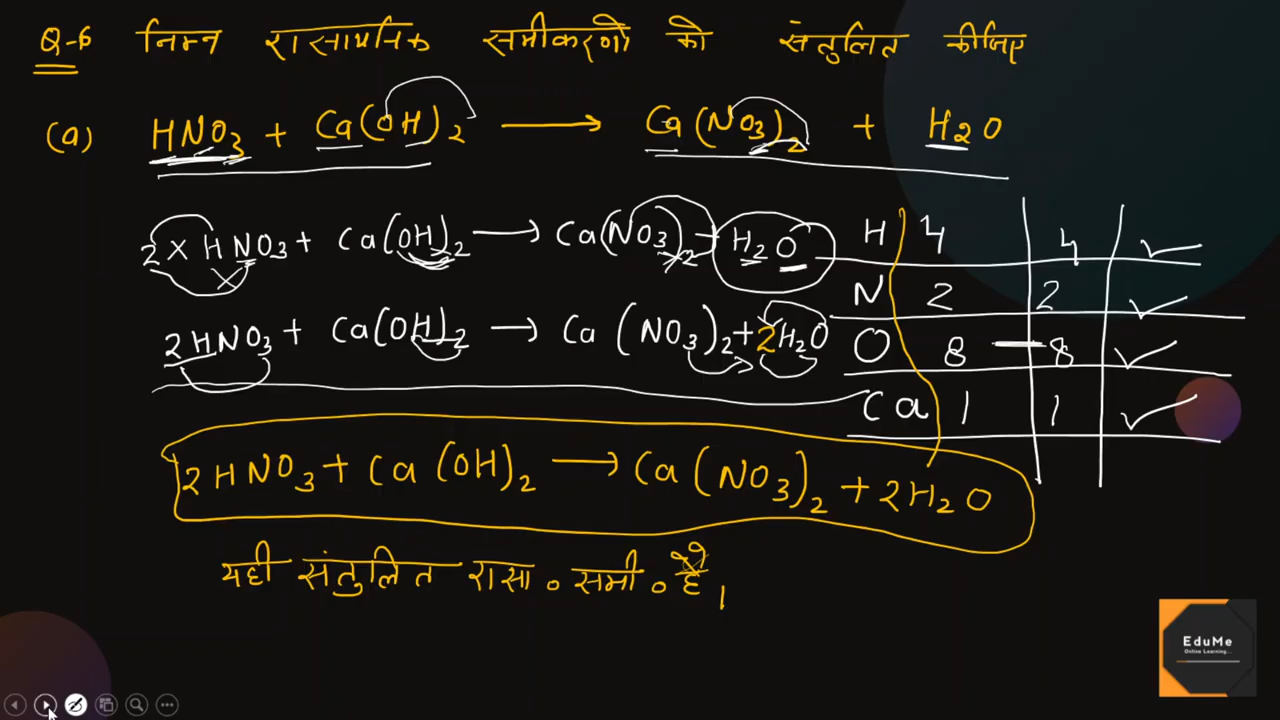 Q-6 निम्न रासायनिक समीकरणो को संतुलित कीजिए
(a) HNO3 + Ca(OH)2 ⟶ Ca(NO3)2 + H2O
2 × HNO3 + Ca(OH)2 ⟶ Ca(NO3)2 + H2O
2HNO3 + Ca(OH)2 ⟶ Ca(NO3)2 + 2H2O
H 4 4 ✓
N 2 2 ✓
O 8 — 8 ✓
Ca 1 1 ✓
2HNO3 + Ca(OH)2 ⟶ Ca(NO3)2 + 2H2O
यही संतुलित रासा० समी० है।
EduMe
Online Learning...